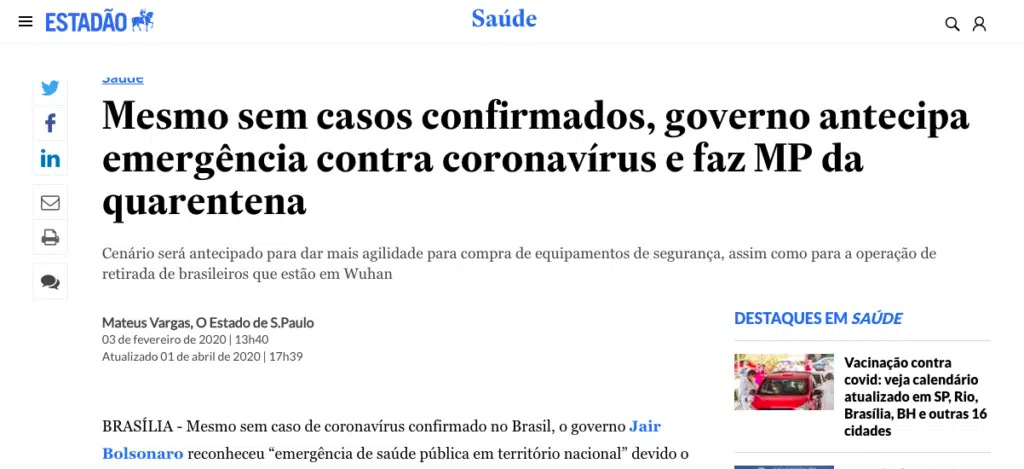 ESTADÃO
Saúde
Saúde
Mesmo sem casos confirmados, governo antecipa
emergência contra coronavírus e faz MP da
quarentena
Cenário será antecipado para dar mais agilidade para compra de equipamentos de segurança, assim como para a operação de
retirada de brasileiros que estão em Wuhan
Mateus Vargas, O Estado de S.Paulo
03 de fevereiro de 2020 | 13h40
Atualizado 01 de abril de 2020 | 17h39
BRASÍLIA - Mesmo sem caso de coronavírus confirmado no Brasil, o governo Jair
Bolsonaro reconheceu “emergência de saúde pública em território nacional” devido o
DESTAQUES EM SAÚDE
Vacinação contra
covid: veja calendário
atualizado em SP, Rio,
Brasília, BH e outras 16
cidades